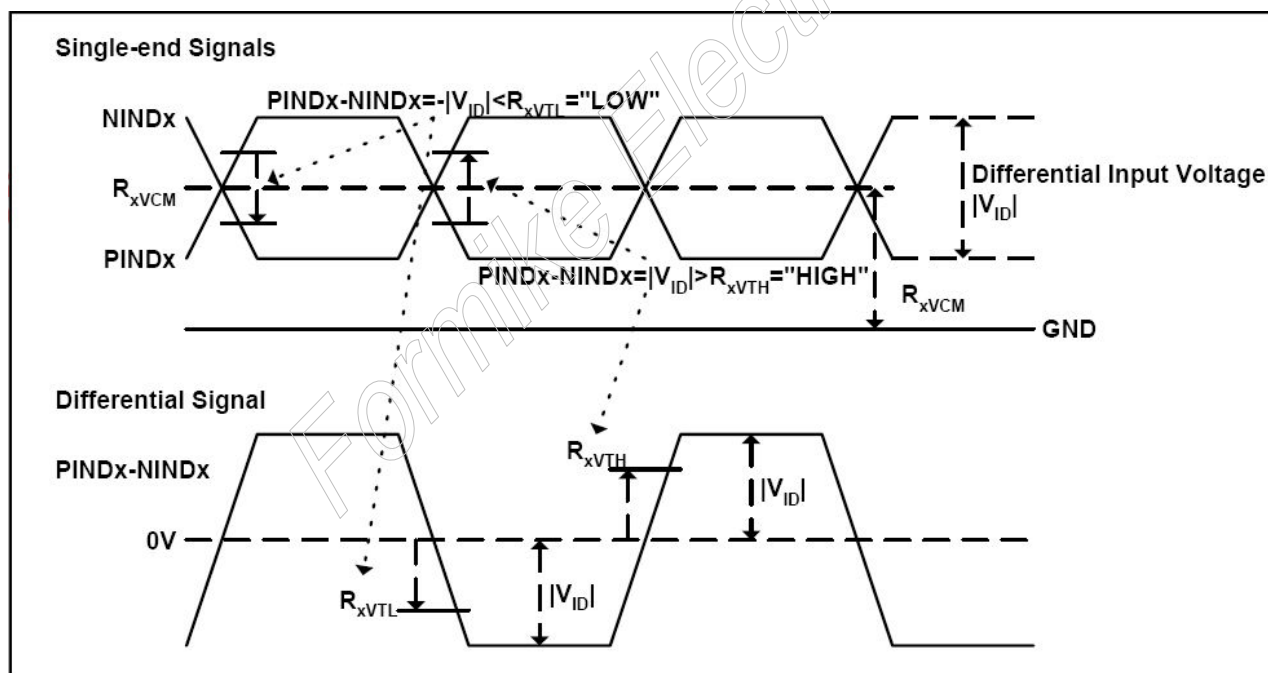 Single-end Signals
PINDx-NINDx=-|VID|<RxVTL="LOW"
NINDx
RxVCM
Differential Input Voltage
|VID|
PINDx
PINDx-NINDx=|VID|>RxVTH="HIGH"
RxVCM
GND
Differential Signal
RxVTH
PINDx-NINDx
|VID|
0V
RxVTL
|VID|
Formike Electr